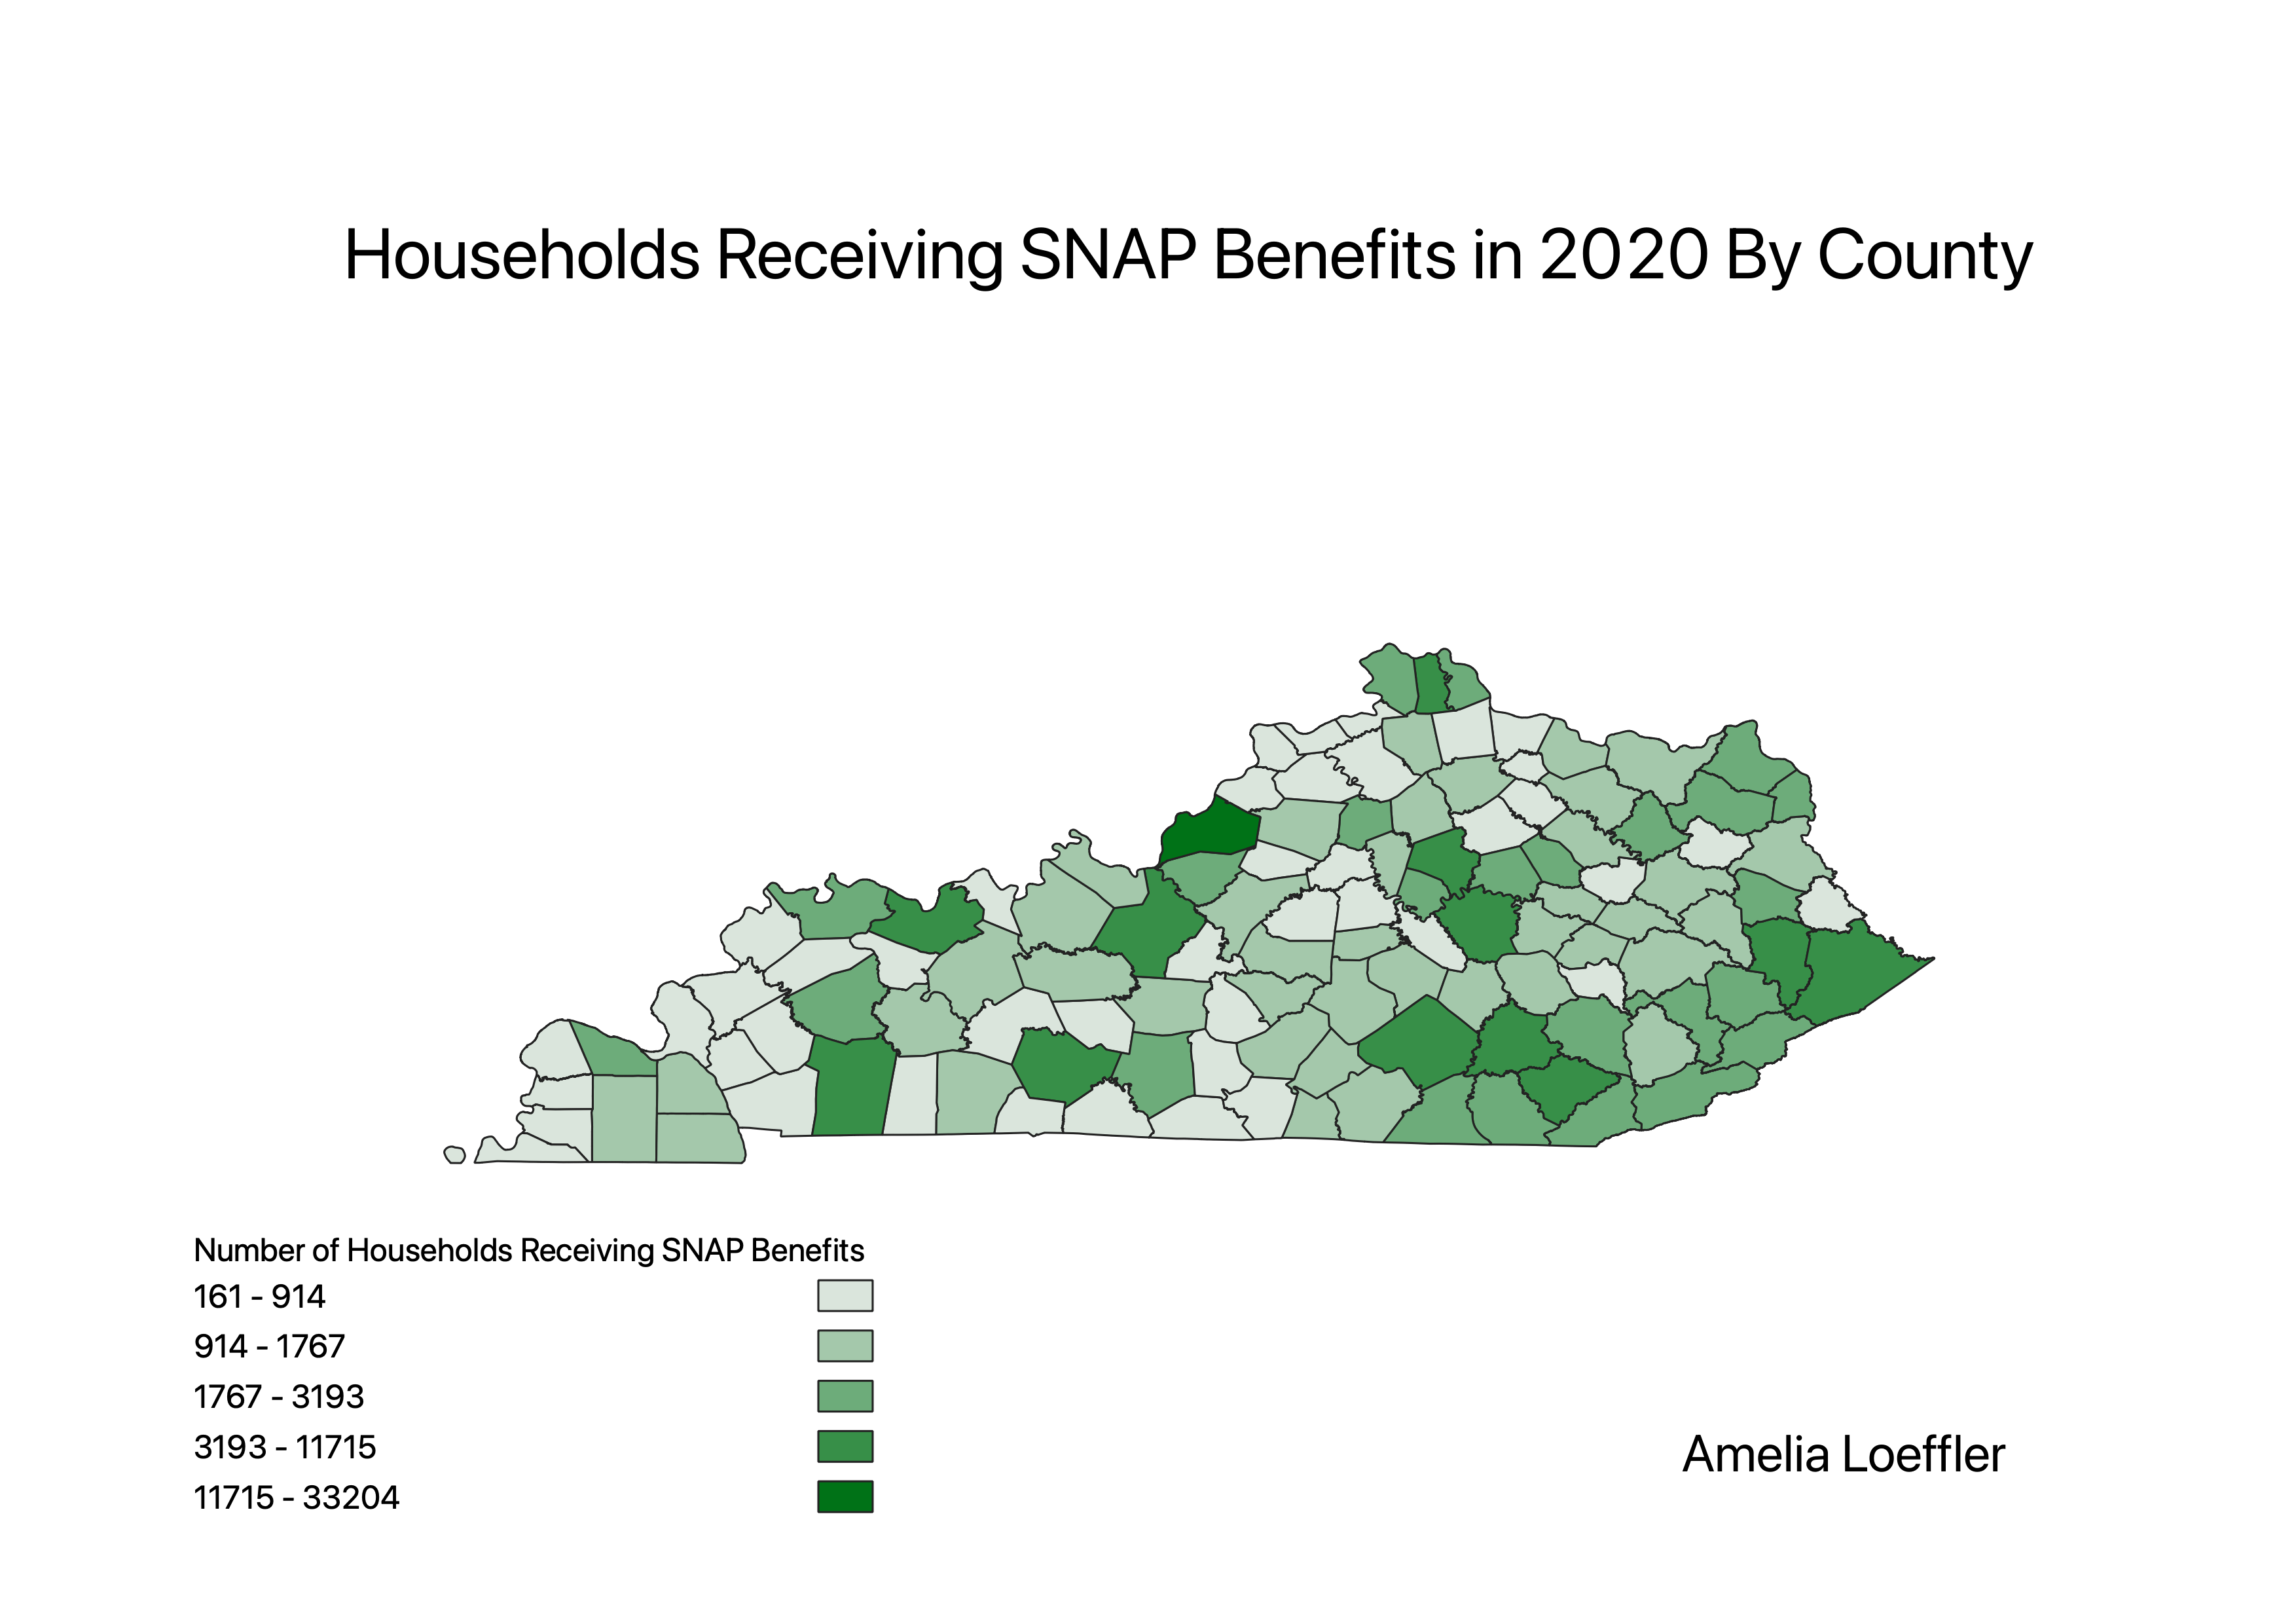 Households Receiving SNAP Benefits in 2020 By County
Number of Households Receiving SNAP Benefits
161 - 914
914 - 1767
1767 - 3193
3193 - 11715
11715 - 33204
Amelia Loeffler